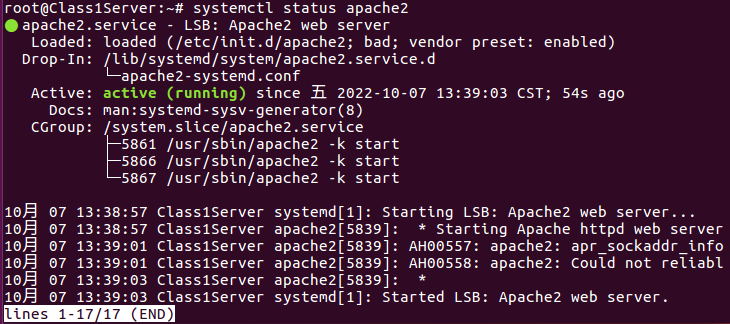 root@Class1Server:~# systemctl status apache2
● apache2.service - LSB: Apache2 web server
   Loaded: loaded (/etc/init.d/apache2; bad; vendor preset: enabled)
  Drop-In: /lib/systemd/system/apache2.service.d
           └─apache2-systemd.conf
   Active: active (running) since 五 2022-10-07 13:39:03 CST; 54s ago
     Docs: man:systemd-sysv-generator(8)
   CGroup: /system.slice/apache2.service
           ├─5861 /usr/sbin/apache2 -k start
           ├─5866 /usr/sbin/apache2 -k start
           └─5867 /usr/sbin/apache2 -k start

10月 07 13:38:57 Class1Server systemd[1]: Starting LSB: Apache2 web server...
10月 07 13:38:57 Class1Server apache2[5839]:  * Starting Apache httpd web server
10月 07 13:39:01 Class1Server apache2[5839]: AH00557: apache2: apr_sockaddr_info
10月 07 13:39:01 Class1Server apache2[5839]: AH00558: apache2: Could not reliabl
10月 07 13:39:03 Class1Server apache2[5839]:  *
10月 07 13:39:03 Class1Server systemd[1]: Started LSB: Apache2 web server.
lines 1-17/17 (END)